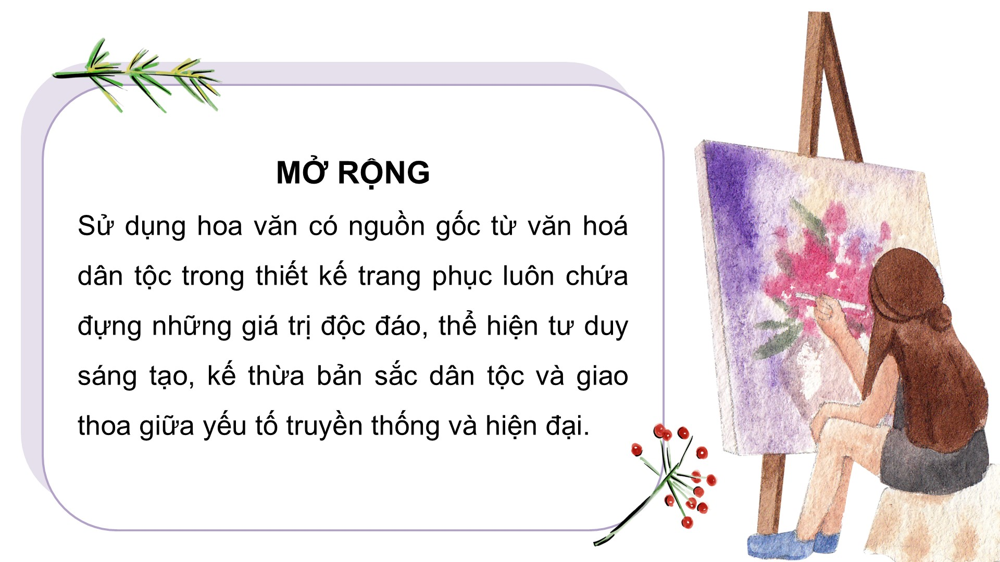 MỞ RỘNG
Sử dụng hoa văn có nguồn gốc từ văn hoá
dân tộc trong thiết kế trang phục luôn chứa
đựng những giá trị độc đáo, thể hiện tư duy
sáng tạo, kế thừa bản sắc dân tộc và giao
thoa giữa yếu tố truyền thống và hiện đại.